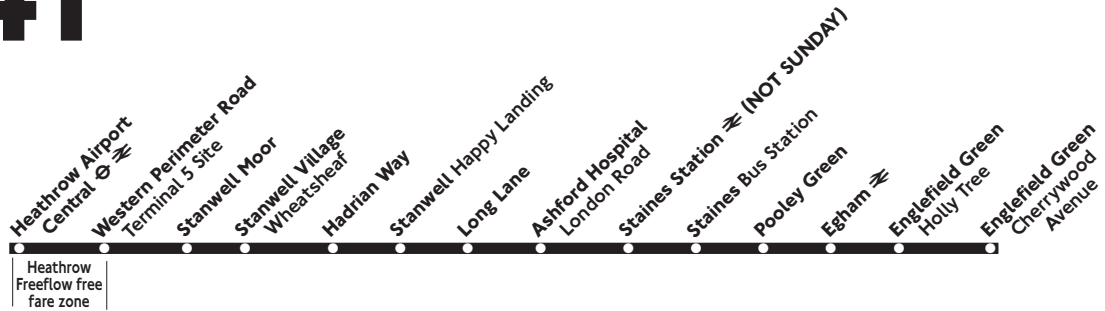 Heathrow Airport
Central
Western Perimeter Road
Terminal 5 Site
Stanwell Moor
Stanwell Village
Wheatsheaf
Hadrian Way
Stanwell Happy Landing
Long Lane
Ashford Hospital
London Road
Staines Station (NOT SUNDAY)
Staines Bus Station
Pooley Green
Egham
Englefield Green
Holly Tree
Englefield Green
Cherrywood
Avenue
Heathrow
Freeflow free
fare zone